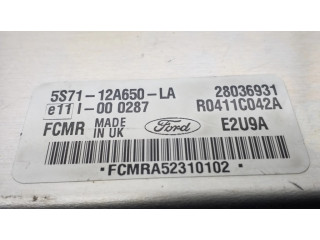 5S71-12A650-LA 28036931
e11 I-00 0287 R0411C042A
FCMR MADE IN UK Ford E2U9A
*FCMRA52310102*